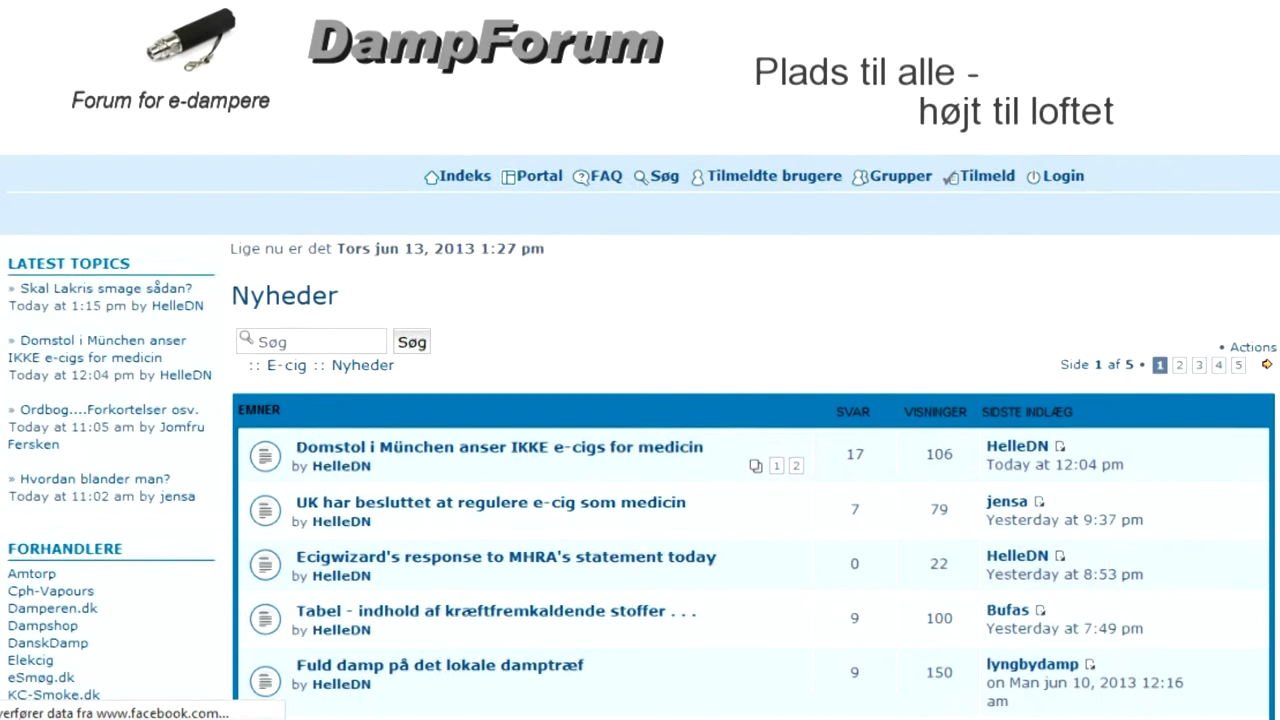 DampForum
Plads til alle -
højt til loftet
Forum for e-dampere
Indeks Portal FAQ Søg Tilmeldte brugere Grupper Tilmeld Login
Lige nu er det Tors jun 13, 2013 1:27 pm
LATEST TOPICS
» Skal Lakris smage sådan?
Today at 1:15 pm by HelleDN
» Domstol i München anser
IKKE e-cigs for medicin
Today at 12:04 pm by HelleDN
» Ordbog....Forkortelser osv.
Today at 11:05 am by Jomfru
Fersken
» Hvordan blander man?
Today at 11:02 am by jensa
FORHANDLERE
Amtorp
Cph-Vapours
Damperen.dk
Dampshop
DanskDamp
Elekcig
eSmøg.dk
KC-Smoke.dk
Nyheder
Søg Søg
• Actions
:: E-cig :: Nyheder
Side 1 af 5 • 1 2 3 4 5
EMNER SVAR VISNINGER SIDSTE INDLÆG
Domstol i München anser IKKE e-cigs for medicin
by HelleDN
1 2
17
106
HelleDN
Today at 12:04 pm
UK har besluttet at regulere e-cig som medicin
by HelleDN
7
79
jensa
Yesterday at 9:37 pm
Ecigwizard's response to MHRA's statement today
by HelleDN
0
22
HelleDN
Yesterday at 8:53 pm
Tabel - indhold af kræftfremkaldende stoffer . . .
by HelleDN
9
100
Bufas
Yesterday at 7:49 pm
Fuld damp på det lokale damptræf
by HelleDN
9
150
lyngbydamp
on Man jun 10, 2013 12:16
am
verfører data fra www.facebook.com...